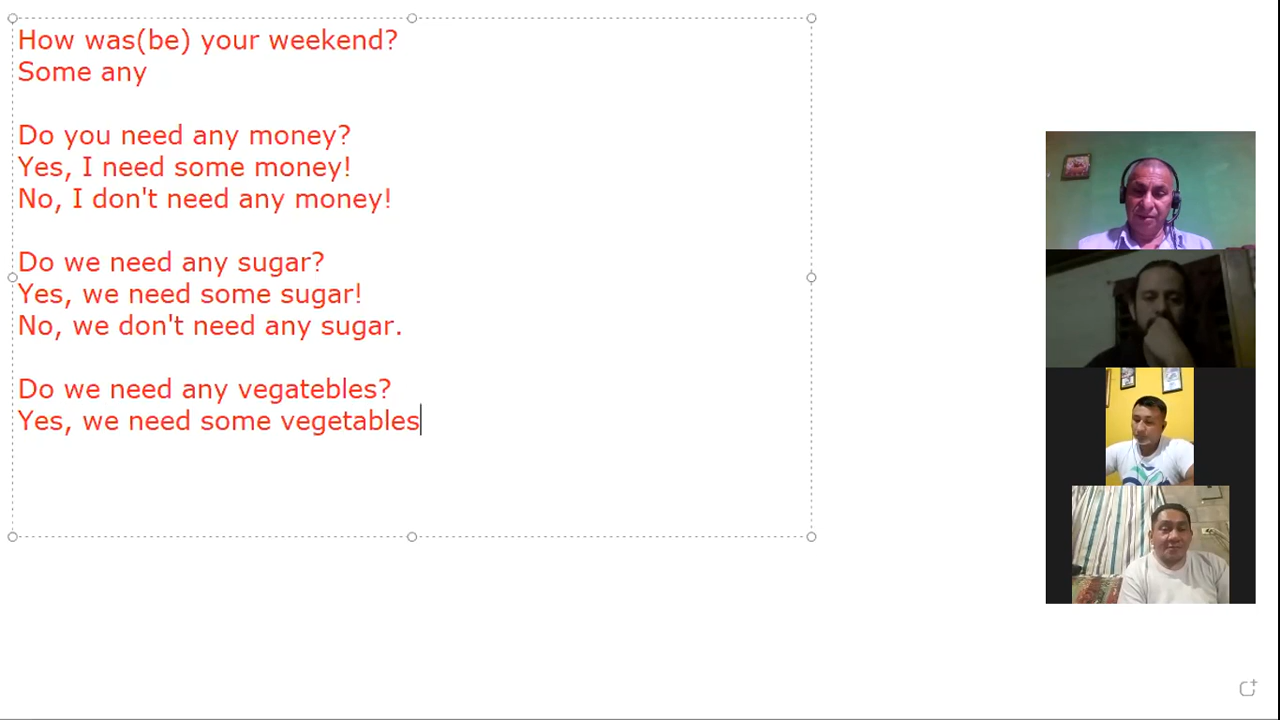 How was(be) your weekend?
Some any
Do you need any money?
Yes, I need some money!
No, I don't need any money!
Do we need any sugar?
Yes, we need some sugar!
No, we don't need any sugar.
Do we need any vegatebles?
Yes, we need some vegetables